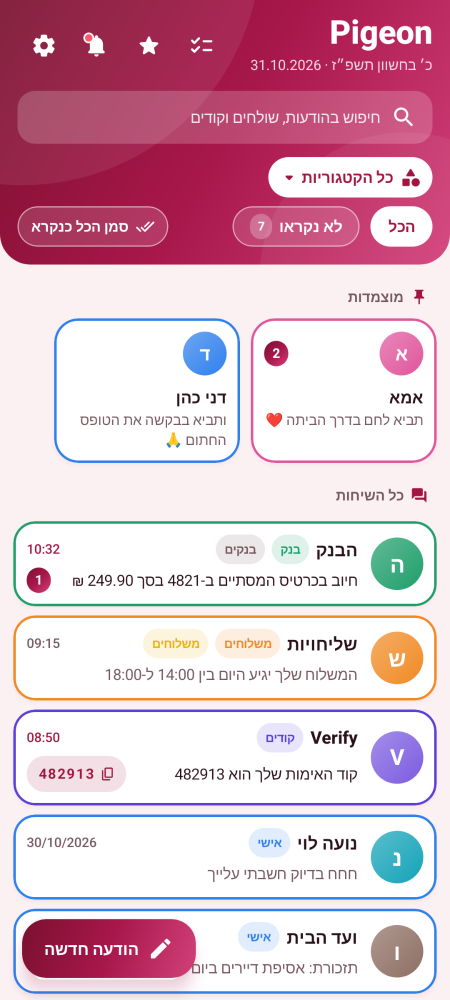 Pigeon
כ׳ בחשוון תשפ״ז · 31.10.2026
חיפוש בהודעות, שולחים וקודים
כל הקטגוריות
הכל
לא נקראו 7
סמן הכל כנקרא
מוצמדות
א
2
אמא
תביא לחם בדרך הביתה ❤️
ד
דני כהן
ותביא בבקשה את הטופס
החתום 🙏
כל השיחות
ה
הבנק בנק בנקים 10:32
חיוב בכרטיס המסתיים ב-4821 בסך 249.90 ₪ 1
ש
שליחויות משלוחים משלוחים 09:15
המשלוח שלך יגיע היום בין 14:00 ל-18:00
V
Verify קודים 08:50
קוד האימות שלך הוא 482913 482913
נ
נועה לוי אישי 30/10/2026
חחח בדיוק חשבתי עלייך
ו
ועד הבית אישי
תזכורת: אסיפת דיירים ביום
הודעה חדשה